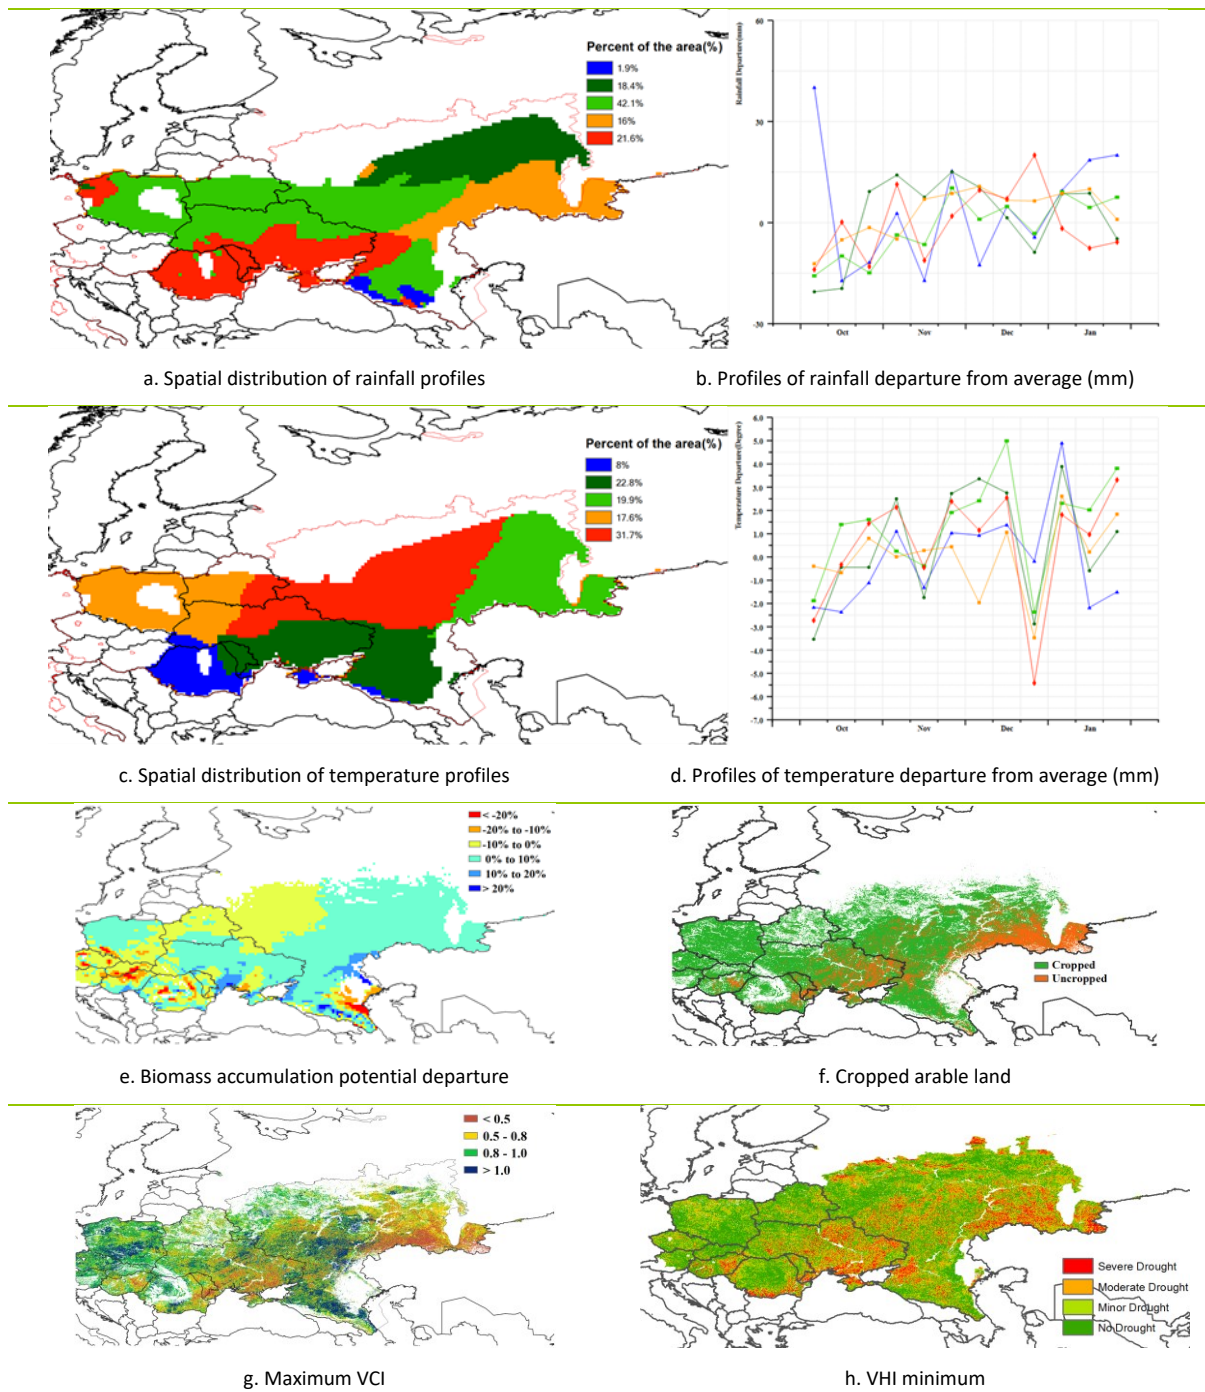 Percent of the area(%)
1.9%
18.4%
42.1%
16%
21.6%
Rainfall Departure(mm)
60
30
0
-30
Oct
Nov
Dec
Jan
a. Spatial distribution of rainfall profiles
b. Profiles of rainfall departure from average (mm)
Percent of the area(%)
8%
22.8%
19.9%
17.6%
31.7%
Temperature Departure(Degree)
6.0
5.0
4.0
3.0
2.0
1.0
0.0
-1.0
-2.0
-3.0
-4.0
-5.0
-6.0
-7.0
Oct
Nov
Dec
Jan
c. Spatial distribution of temperature profiles
d. Profiles of temperature departure from average (mm)
< -20%
-20% to -10%
-10% to 0%
0% to 10%
10% to 20%
> 20%
Cropped
Uncropped
e. Biomass accumulation potential departure
f. Cropped arable land
< 0.5
0.5 - 0.8
0.8 - 1.0
> 1.0
Severe Drought
Moderate Drought
Minor Drought
No Drought
g. Maximum VCI
h. VHI minimum